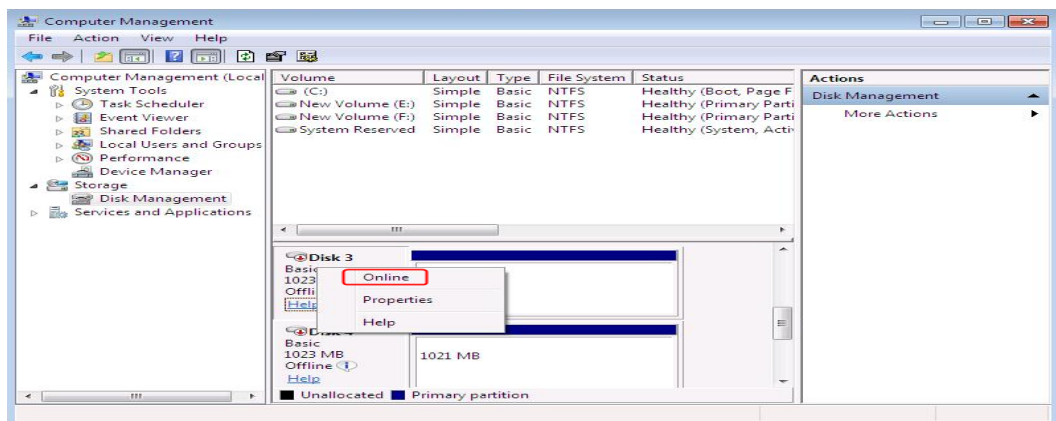 Computer Management
File Action View Help
Computer Management (Local
System Tools
Task Scheduler
Event Viewer
Shared Folders
Local Users and Groups
Performance
Device Manager
Storage
Disk Management
Services and Applications
Volume Layout Type File System Status
(C:) Simple Basic NTFS Healthy (Boot, Page F
New Volume (E:) Simple Basic NTFS Healthy (Primary Parti
New Volume (F:) Simple Basic NTFS Healthy (Primary Parti
System Reserved Simple Basic NTFS Healthy (System, Activ
Disk 3
Basic
1023
Offli
Help
Online
Properties
Help
Basic
1023 MB
Offline
Help
1021 MB
Unallocated Primary partition
Actions
Disk Management
More Actions